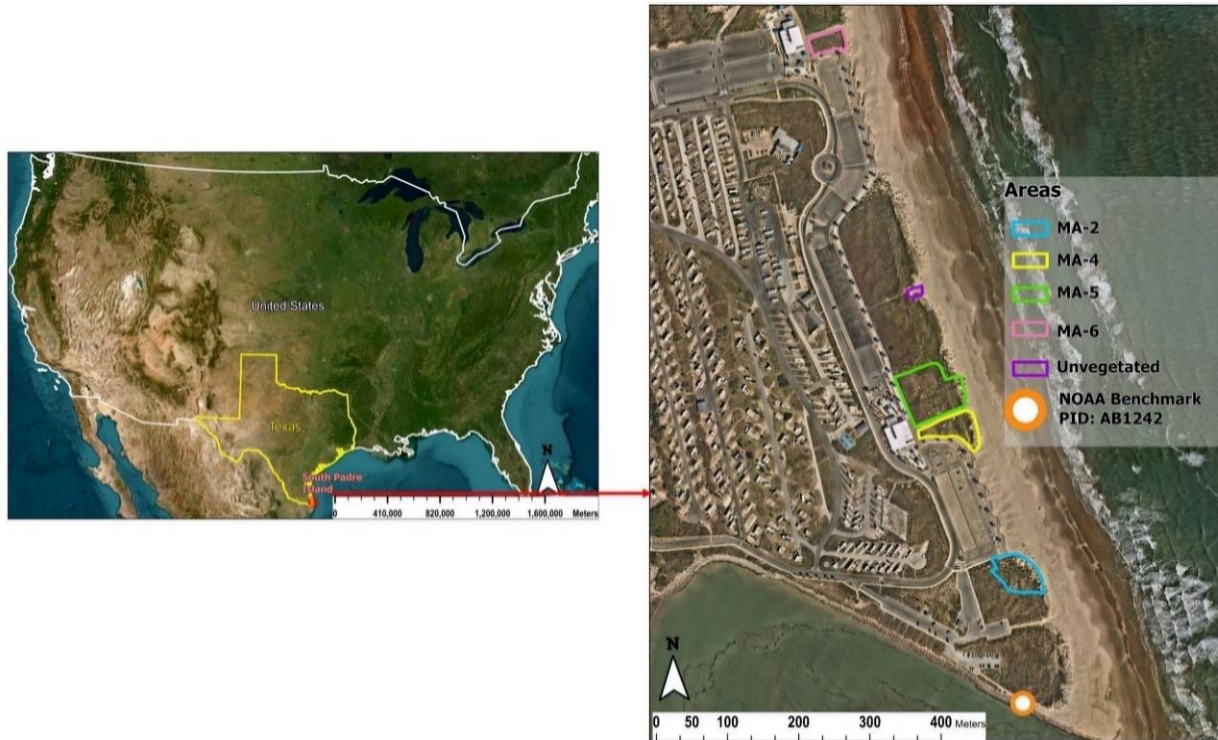 United States
Texas
South Padre
Island
N
0 410,000 820,000 1,200,000 1,600,000
Meters
Areas
MA-2
MA-4
MA-5
MA-6
Unvegetated
NOAA Benchmark
PID: AB1242
N
0 50 100 200 300 400 Meters